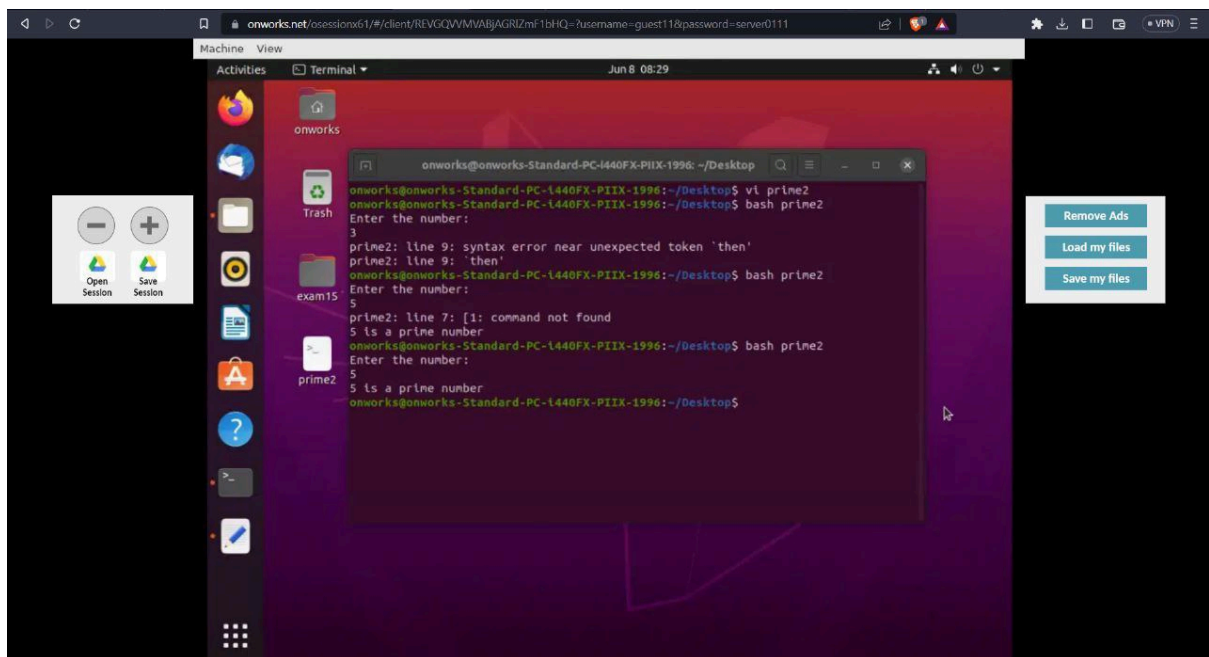 onworks.net/osessionx61/#/client/REVGQVVMVABjAGRIZmF1bHQ=?username=guest11&password=server0111
VPN
Machine View
Activities
Terminal
Jun 8 08:29
onworks
Trash
exam15
prime2
onworks@onworks-Standard-PC-i440FX-PIIX-1996: ~/Desktop
onworks@onworks-Standard-PC-i440FX-PIIX-1996:~/Desktop$ vi prime2
onworks@onworks-Standard-PC-i440FX-PIIX-1996:~/Desktop$ bash prime2
Enter the number:
3
prime2: line 9: syntax error near unexpected token `then'
prime2: line 9: `then'
onworks@onworks-Standard-PC-i440FX-PIIX-1996:~/Desktop$ bash prime2
Enter the number:
5
prime2: line 7: [1: command not found
5 is a prime number
onworks@onworks-Standard-PC-i440FX-PIIX-1996:~/Desktop$ bash prime2
Enter the number:
5
5 is a prime number
onworks@onworks-Standard-PC-i440FX-PIIX-1996:~/Desktop$
Open Session
Save Session
Remove Ads
Load my files
Save my files